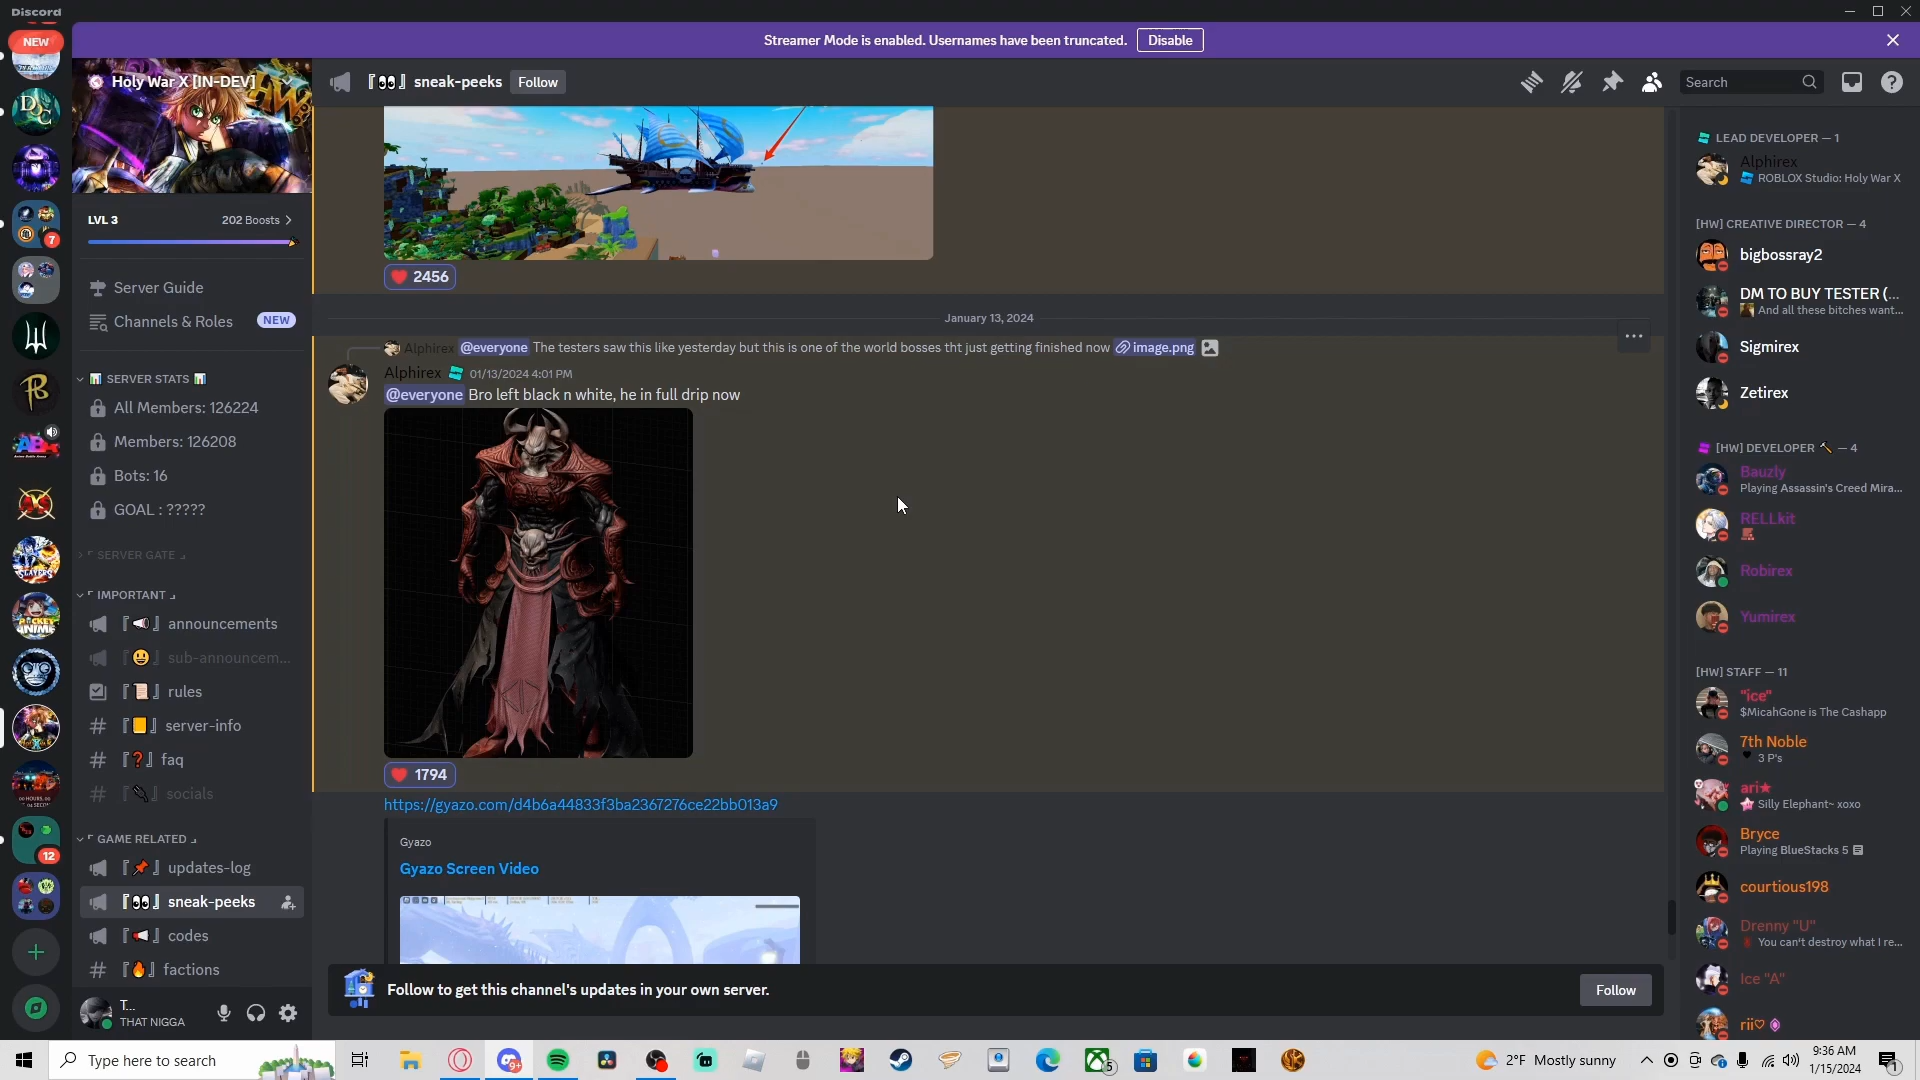 Discord
Streamer Mode is enabled. Usernames have been truncated.
Disable
NEW
Holy War X [IN-DEV]
『👀』 sneak-peeks
Follow
Search
LVL 3
202 Boosts
Server Guide
Channels & Roles
NEW
📊 SERVER STATS 📊
All Members: 126224
Members: 126208
Bots: 16
GOAL : ?????
「 SERVER GATE 」
「 IMPORTANT 」
『📢』 announcements
『😃』 sub-announcem...
『📜』 rules
『📒』 server-info
『❓』 faq
『🔌』 socials
「 GAME RELATED 」
『📌』 updates-log
『👀』 sneak-peeks
『📢』 codes
『🔥』 factions
T...
THAT NIGGA
7
12
2456
January 13, 2024
Alphirex @everyone The testers saw this like yesterday but this is one of the world bosses tht just getting finished now image.png
Alphirex 01/13/2024 4:01 PM
@everyone Bro left black n white, he in full drip now
1794
https://gyazo.com/d4b6a44833f3ba2367276ce22bb013a9
Gyazo
Gyazo Screen Video
Follow to get this channel's updates in your own server.
Follow
LEAD DEVELOPER — 1
Alphirex
ROBLOX Studio: Holy War X
[HW] CREATIVE DIRECTOR — 4
bigbossray2
DM TO BUY TESTER (...
And all these bitches want...
Sigmirex
Zetirex
[HW] DEVELOPER 🔨 — 4
Bauzly
Playing Assassin's Creed Mira...
RELLkit
Robirex
Yumirex
[HW] STAFF — 11
"ice"
$MicahGone is The Cashapp
7th Noble
3 P's
ari★
Silly Elephant~ xoxo
Bryce
Playing BlueStacks 5
courtious198
Drenny "U"
You can't destroy what I re...
Ice "A"
rii♡
Type here to search
9+
5
2°F Mostly sunny
9:36 AM
1/15/2024
1